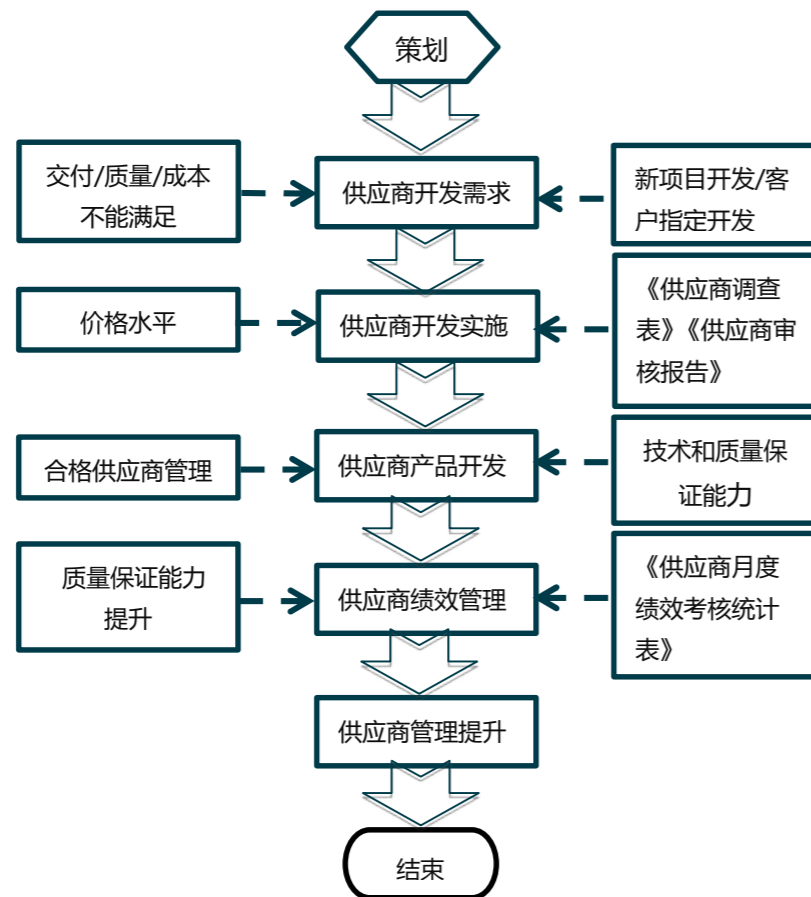 策划
交付/质量/成本
不能满足
供应商开发需求
新项目开发/客
户指定开发
价格水平
供应商开发实施
《供应商调查
表》《供应商审
核报告》
合格供应商管理
供应商产品开发
技术和质量保
证能力
质量保证能力
提升
供应商绩效管理
《供应商月度
绩效考核统计
表》
供应商管理提升
结束